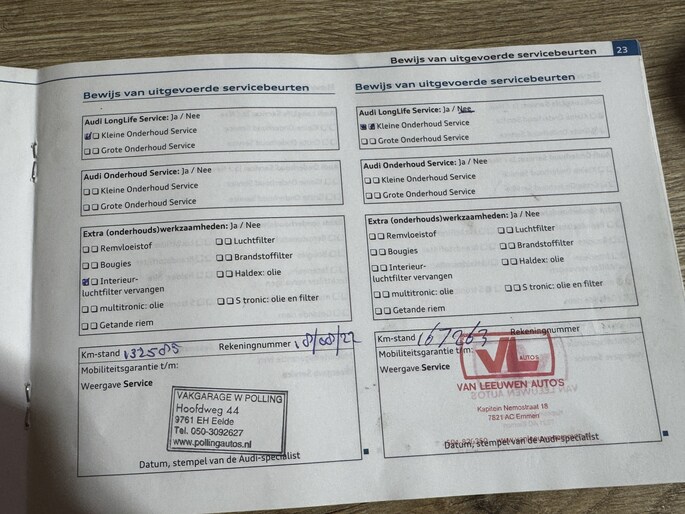 Bewijs van uitgevoerde servicebeurten 23
Bewijs van uitgevoerde servicebeurten
Audi LongLife Service: Ja / Nee
Kleine Onderhoud Service
Grote Onderhoud Service
Audi Onderhoud Service: Ja / Nee
Kleine Onderhoud Service
Grote Onderhoud Service
Extra (onderhouds)werkzaamheden: Ja / Nee
Remvloeistof
Luchtfilter
Bougies
Brandstoffilter
Interieur-
luchtfilter vervangen
Haldex: olie
multitronic: olie
S tronic: olie en filter
Getande riem
Km-stand 132585 Rekeningnummer 18/08/22
Mobiliteitsgarantie t/m:
Weergave Service
VAKGARAGE W POLLING
Hoofdweg 44
9761 EH Eelde
Tel. 050-3092627
www.pollingautos.nl
Datum, stempel van de Audi-specialist
Bewijs van uitgevoerde servicebeurten
Audi LongLife Service: Ja / Nee
Kleine Onderhoud Service
Grote Onderhoud Service
Audi Onderhoud Service: Ja / Nee
Kleine Onderhoud Service
Grote Onderhoud Service
Extra (onderhouds)werkzaamheden: Ja / Nee
Remvloeistof
Luchtfilter
Bougies
Brandstoffilter
Interieur-
luchtfilter vervangen
Haldex: olie
multitronic: olie
S tronic: olie en filter
Getande riem
Km-stand 167263 Rekeningnummer
Mobiliteitsgarantie t/m:
Weergave Service
VL AUTOS
VAN LEEUWEN AUTOS
Kapitein Nemostraat 18
7821 AC Emmen
Datum, stempel van de Audi-specialist